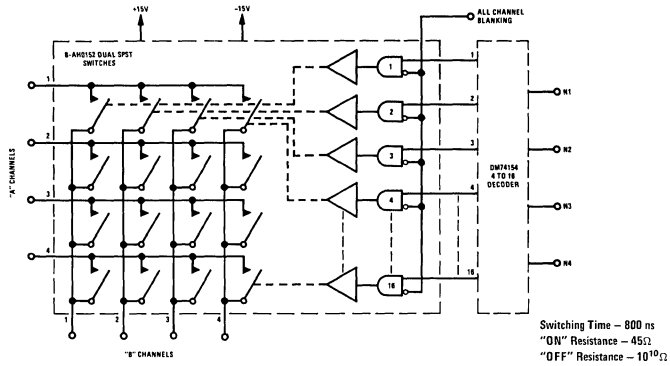 ALL CHANNEL
BLANKING
+15V
-15V
8-AH0152 DUAL SPST
SWITCHES
1
2
3
4
"A" CHANNELS
1
2
3
4
"B" CHANNELS
1
2
3
4
16
1
2
3
4
16
DM74154
4 TO 16
DECODER
N1
N2
N3
N4
Switching Time – 800 ns
"ON" Resistance – 45Ω
"OFF" Resistance – 10¹⁰Ω